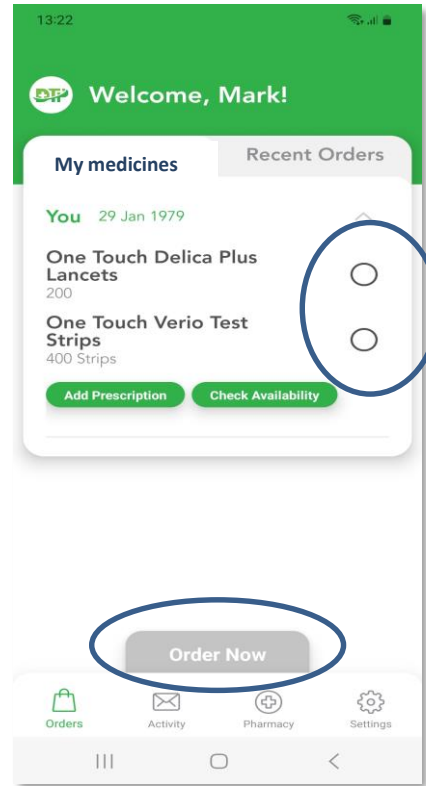 13:22
DTP Welcome, Mark!
My medicines Recent Orders
You 29 Jan 1979
One Touch Delica Plus
Lancets
200
One Touch Verio Test
Strips
400 Strips
Add Prescription Check Availability
Order Now
Orders Activity Pharmacy Settings